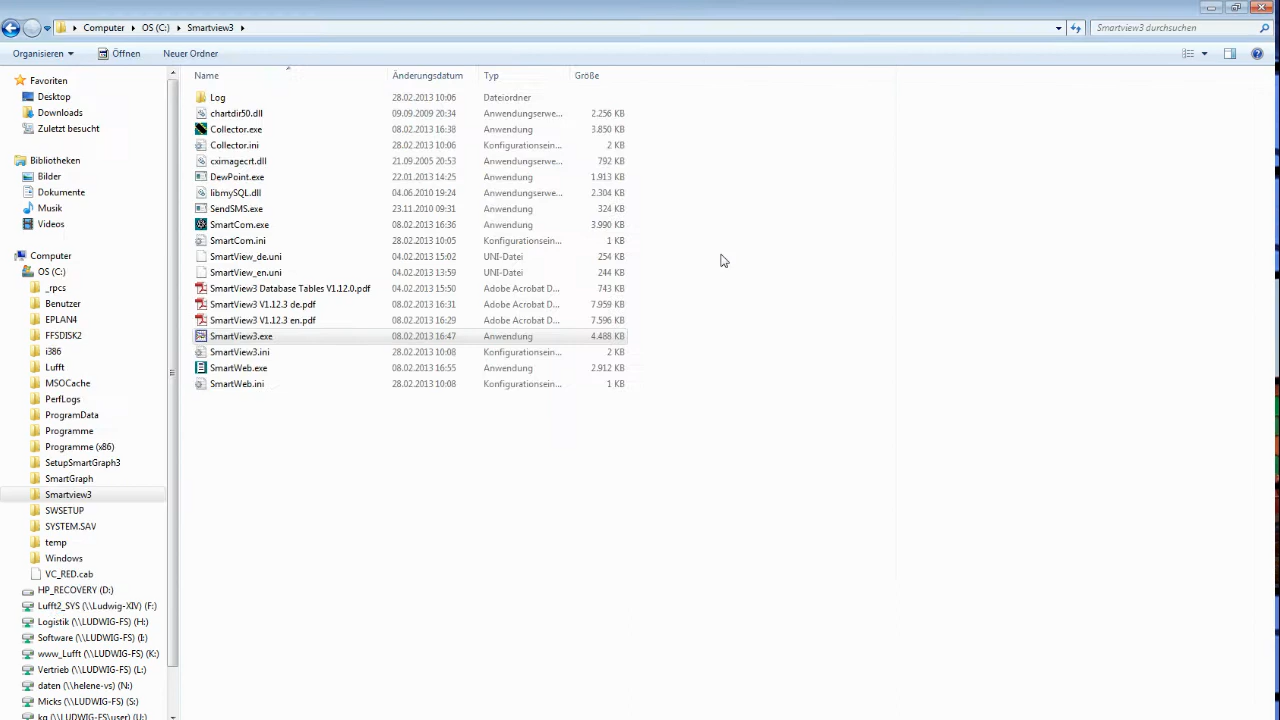 Computer OS (C:) Smartview3
Smartview3 durchsuchen
Organisieren Öffnen Neuer Ordner
Name Änderungsdatum Typ Größe
Log 28.02.2013 10:06 Dateiordner
chartdir50.dll 09.09.2009 20:34 Anwendungserwe... 2.256 KB
Collector.exe 08.02.2013 16:38 Anwendung 3.850 KB
Collector.ini 28.02.2013 10:06 Konfigurationsein... 2 KB
cximagecrt.dll 21.09.2005 20:53 Anwendungserwe... 792 KB
DewPoint.exe 22.01.2013 14:25 Anwendung 1.913 KB
libmySQL.dll 04.06.2010 19:24 Anwendungserwe... 2.304 KB
SendSMS.exe 23.11.2010 09:31 Anwendung 324 KB
SmartCom.exe 08.02.2013 16:36 Anwendung 3.990 KB
SmartCom.ini 28.02.2013 10:05 Konfigurationsein... 1 KB
SmartView_de.uni 04.02.2013 15:02 UNI-Datei 254 KB
SmartView_en.uni 04.02.2013 13:59 UNI-Datei 244 KB
SmartView3 Database Tables V1.12.0.pdf 04.02.2013 15:50 Adobe Acrobat D... 743 KB
SmartView3 V1.12.3 de.pdf 08.02.2013 16:31 Adobe Acrobat D... 7.959 KB
SmartView3 V1.12.3 en.pdf 08.02.2013 16:29 Adobe Acrobat D... 7.596 KB
SmartView3.exe 08.02.2013 16:47 Anwendung 4.488 KB
SmartView3.ini 28.02.2013 10:08 Konfigurationsein... 2 KB
SmartWeb.exe 08.02.2013 16:55 Anwendung 2.912 KB
SmartWeb.ini 28.02.2013 10:08 Konfigurationsein... 1 KB
Favoriten
Desktop
Downloads
Zuletzt besucht
Bibliotheken
Bilder
Dokumente
Musik
Videos
Computer
OS (C:)
_rpcs
Benutzer
EPLAN4
FFSDISK2
i386
Lufft
MSOCache
PerfLogs
ProgramData
Programme
Programme (x86)
SetupSmartGraph3
SmartGraph
Smartview3
SWSETUP
SYSTEM.SAV
temp
Windows
VC_RED.cab
HP_RECOVERY (D:)
Lufft2_SYS (\\Ludwig-XIV) (F:)
Logistik (\\LUDWIG-FS) (H:)
Software (\\LUDWIG-FS) (I:)
www_Lufft (\\LUDWIG-FS) (K:)
Vertrieb (\\LUDWIG-FS) (L:)
daten (\\helene-vs) (N:)
Micks (\\LUDWIG-FS) (S:)
kg (\\LUDWIG-FS\user) (U:)